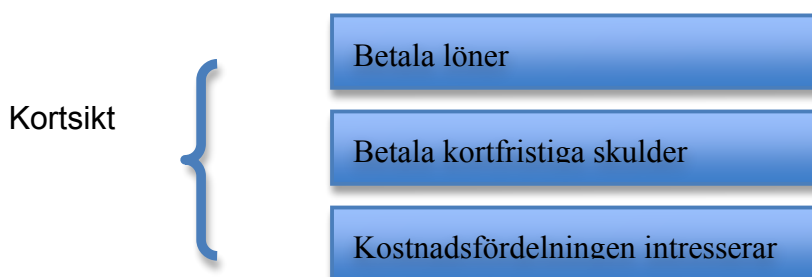 Betala löner
Kortsikt
Betala kortfristiga skulder
Kostnadsfördelningen intresserar